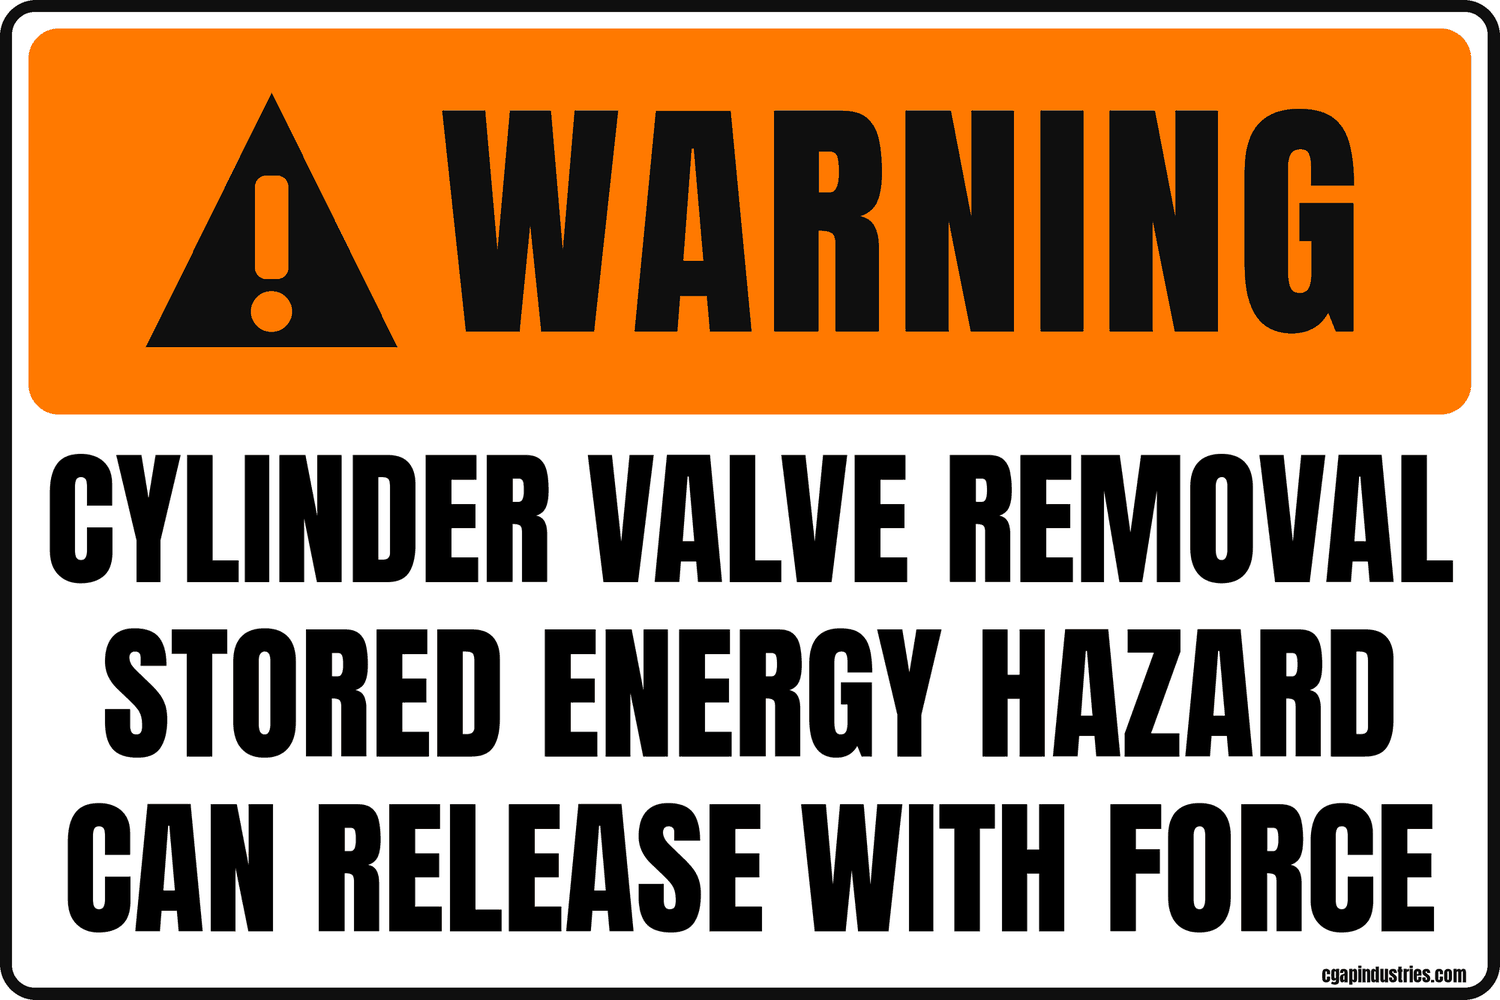 WARNING
CYLINDER VALVE REMOVAL
STORED ENERGY HAZARD
CAN RELEASE WITH FORCE
cgapindustries.com